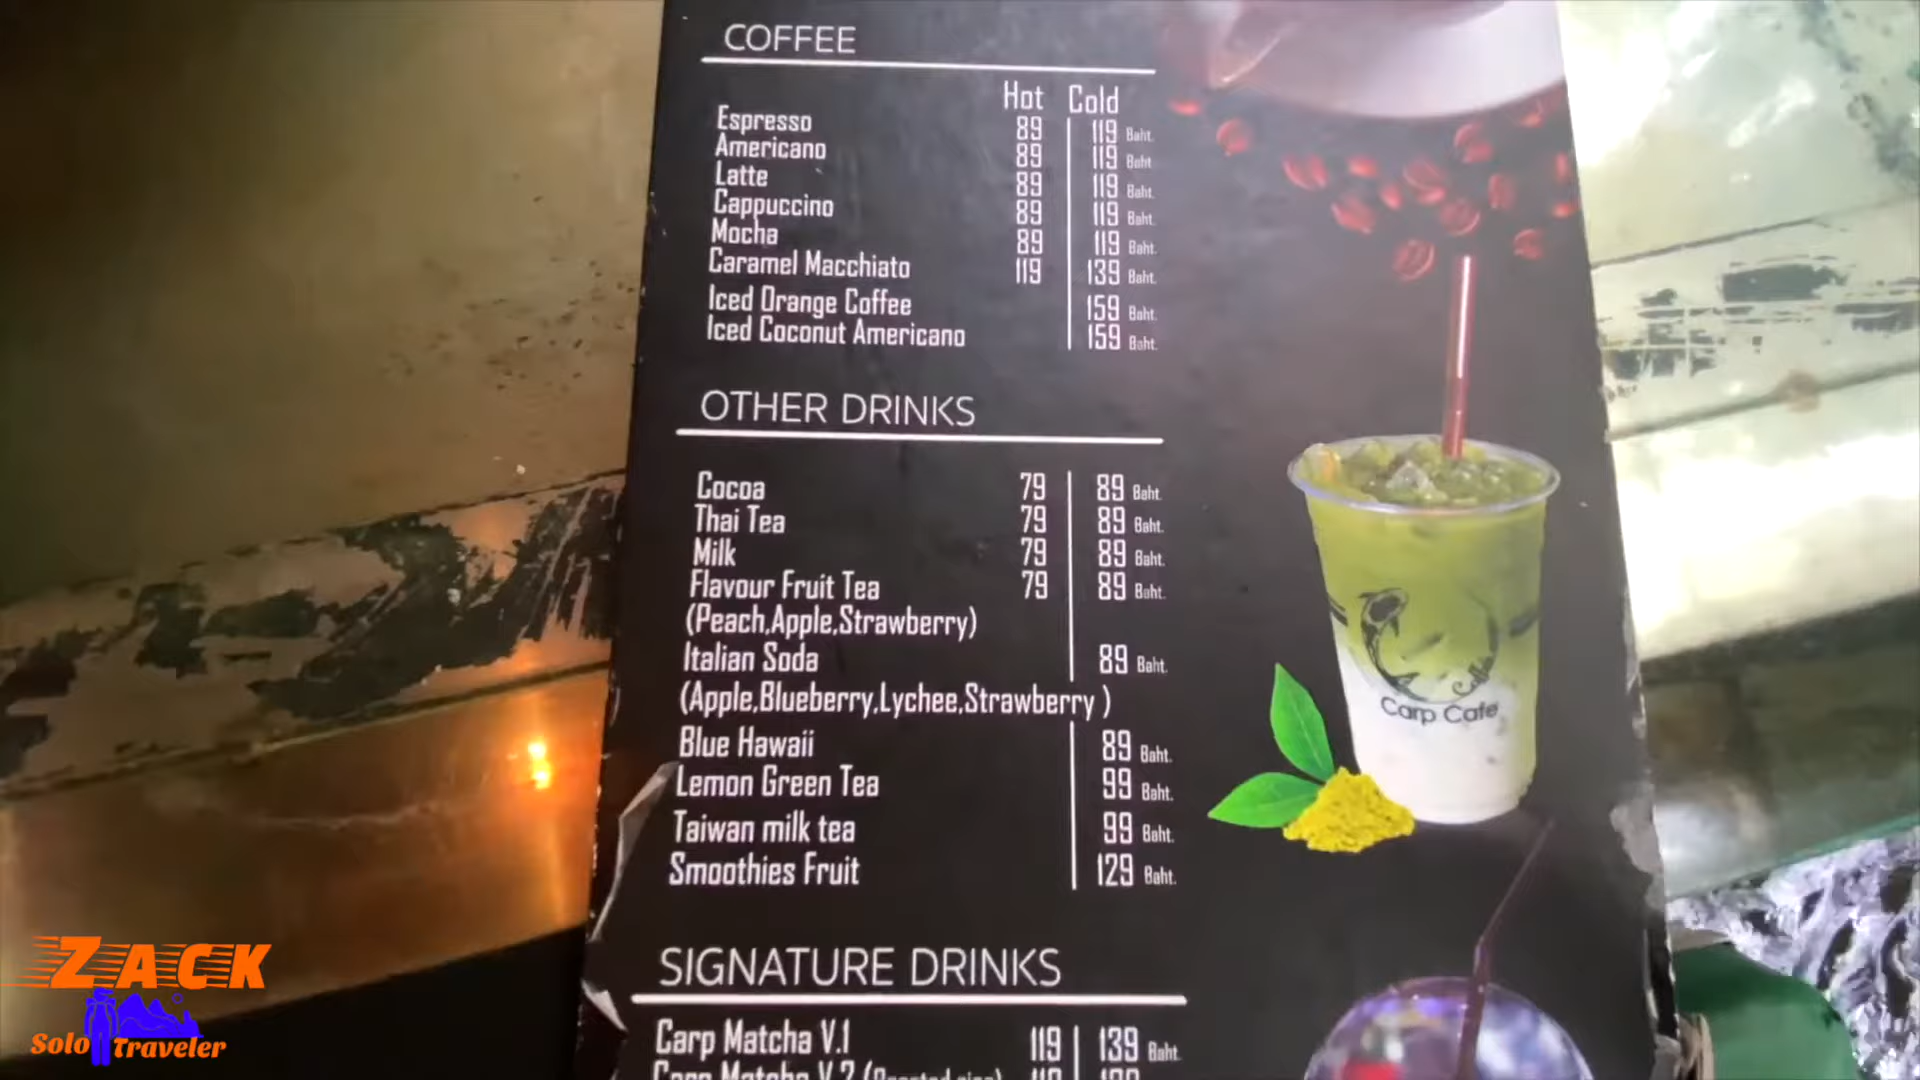 COFFEE
Hot Cold
Espresso 89 119 Baht.
Americano 89 119 Baht
Latte 89 119 Baht.
Cappuccino 89 119 Baht.
Mocha 89 119 Baht.
Caramel Macchiato 119 139 Baht.
Iced Orange Coffee 159 Baht.
Iced Coconut Americano 159 Baht.
OTHER DRINKS
Cocoa 79 89 Baht.
Thai Tea 79 89 Baht.
Milk 79 89 Baht.
Flavour Fruit Tea 79 89 Baht.
(Peach,Apple,Strawberry)
Italian Soda 89 Baht.
(Apple,Blueberry,Lychee,Strawberry )
Blue Hawaii 89 Baht.
Lemon Green Tea 99 Baht.
Taiwan milk tea 99 Baht.
Smoothies Fruit 129 Baht.
SIGNATURE DRINKS
Carp Matcha V.1 119 139 Baht.
Carp Matcha V.2
Carp Cafe
ZACK
Solo Traveler